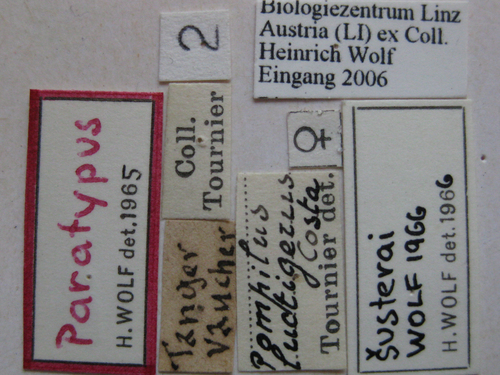 Biologiezentrum Linz
Austria (LI) ex Coll.
Heinrich Wolf
Eingang 2006
2
Paratypus
H. WOLF det. 1965
Coll.
Tournier
Tanger
Vaucher
♀
Pompilus
luctigerus
Costa
Tournier det.
Šusterai
WOLF 1966
H. WOLF det. 1966